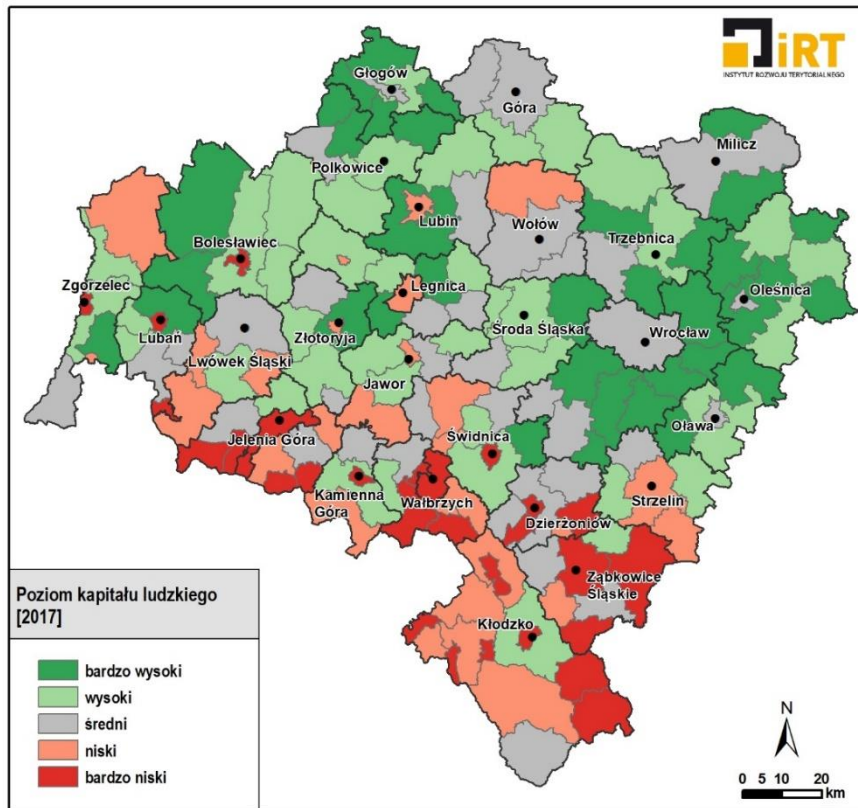 iRT
INSTYTUT ROZWOJU TERYTORIALNEGO
Głogów
Góra
Milicz
Polkowice
Lubin
Wołów
Trzebnica
Bolesławiec
Zgorzelec
Legnica
Oleśnica
Lubań
Złotoryja
Środa Śląska
Wrocław
Lwówek Śląski
Jawor
Oława
Jelenia Góra
Świdnica
Kamienna
Góra
Wałbrzych
Strzelin
Dzierżoniów
Ząbkowice
Śląskie
Kłodzko
Poziom kapitału ludzkiego
[2017]
bardzo wysoki
wysoki
średni
niski
bardzo niski
N
0 5 10 20
km